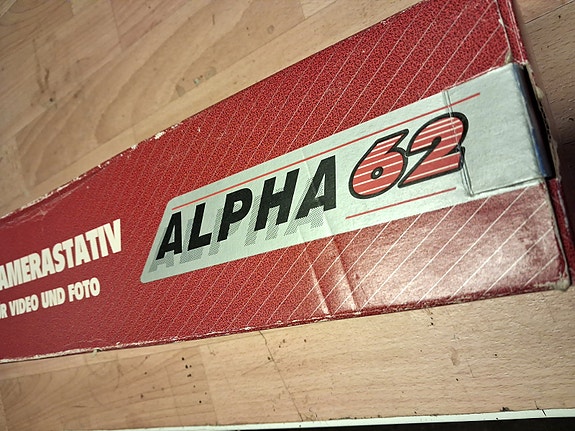 AMERASTATIV
R VIDEO UND FOTO
ALPHA 62